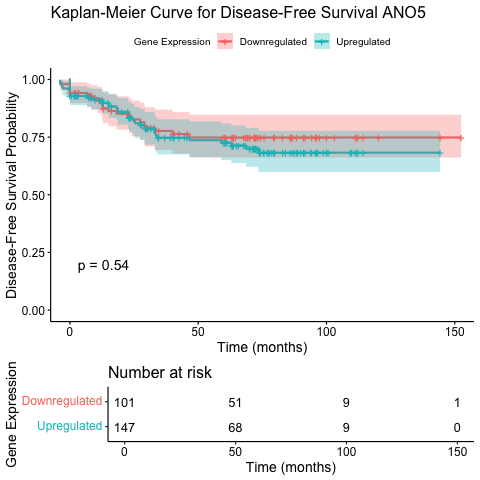 Kaplan-Meier Curve for Disease-Free Survival ANO5
Gene Expression Downregulated Upregulated
Disease-Free Survival Probability
1.00
0.75
0.50
0.25
0.00
p = 0.54
0 50 100 150
Time (months)
Number at risk
Gene Expression
Downregulated 101 51 9 1
Upregulated 147 68 9 0
0 50 100 150
Time (months)